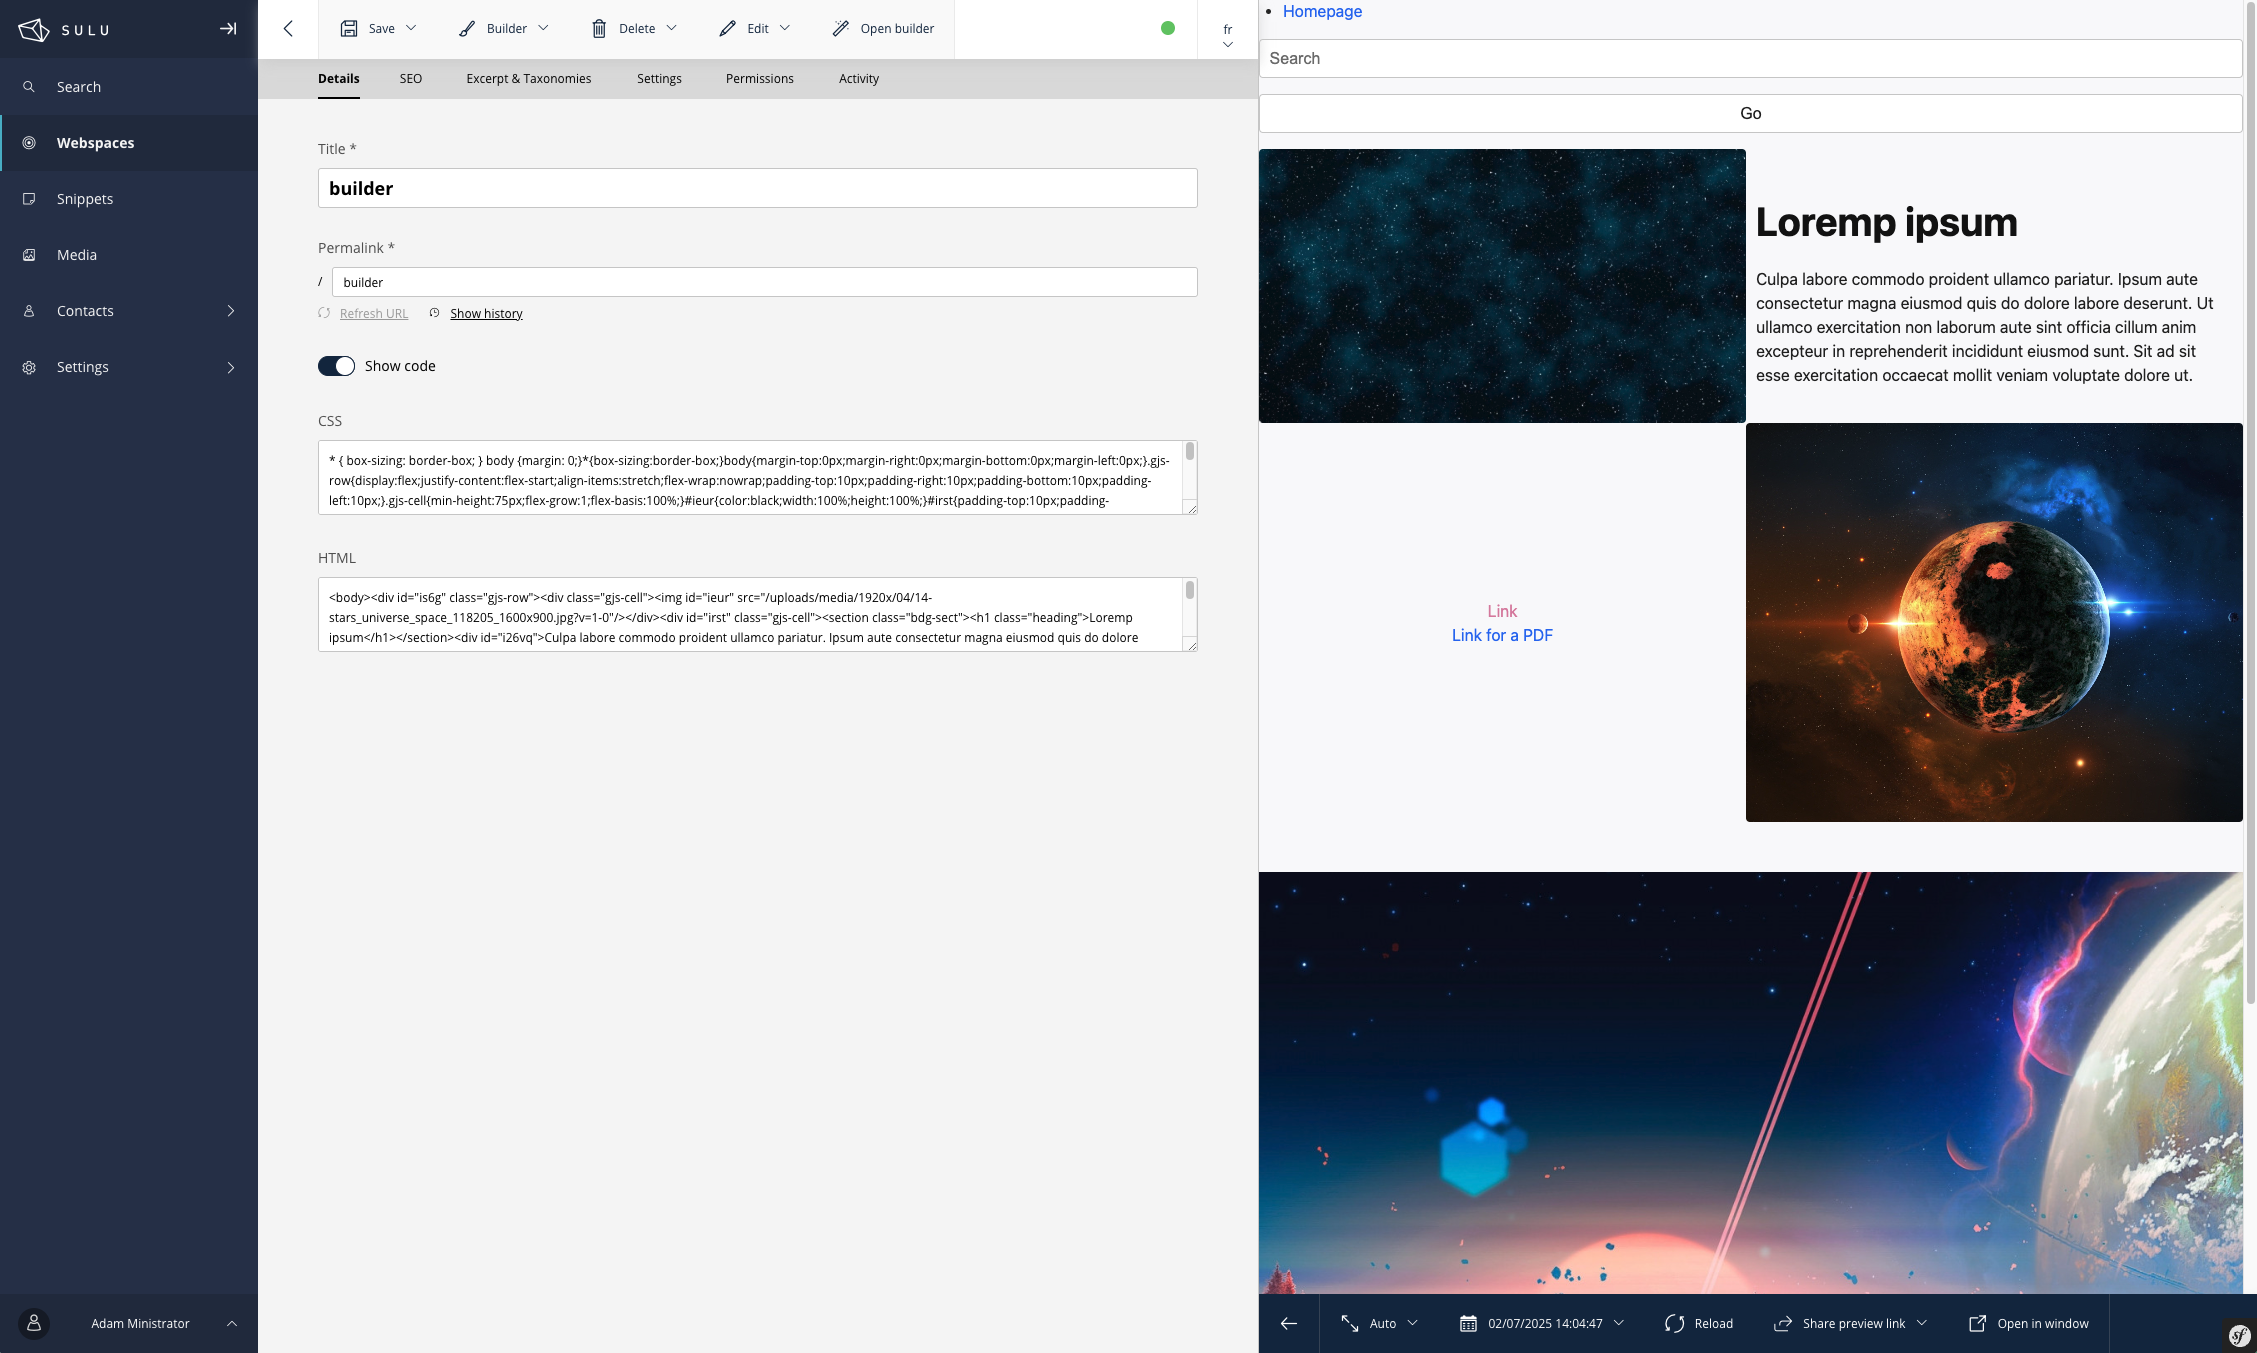 SULU
Search
Webspaces
Snippets
Media
Contacts
Settings
Adam Ministrator
Save
Builder
Delete
Edit
Open builder
fr
Details
SEO
Excerpt & Taxonomies
Settings
Permissions
Activity
Title *
builder
Permalink *
/ builder
Refresh URL
Show history
Show code
CSS
* { box-sizing: border-box; } body {margin: 0;}*{box-sizing:border-box;}body{margin-top:0px;margin-right:0px;margin-bottom:0px;margin-left:0px;}.gjs-
row{display:flex;justify-content:flex-start;align-items:stretch;flex-wrap:nowrap;padding-top:10px;padding-right:10px;padding-bottom:10px;padding-
left:10px;}.gjs-cell{min-height:75px;flex-grow:1;flex-basis:100%;}#ieur{color:black;width:100%;height:100%;}#irst{padding-top:10px;padding-
HTML
<body><div id="is6g" class="gjs-row"><div class="gjs-cell"><img id="ieur" src="/uploads/media/1920x/04/14-
stars_universe_space_118205_1600x900.jpg?v=1-0"/></div><div id="irst" class="gjs-cell"><section class="bdg-sect"><h1 class="heading">Loremp
ipsum</h1></section><div id="i26vq">Culpa labore commodo proident ullamco pariatur. Ipsum aute consectetur magna eiusmod quis do dolore
Homepage
Search
Go
Loremp ipsum
Culpa labore commodo proident ullamco pariatur. Ipsum aute
consectetur magna eiusmod quis do dolore labore deserunt. Ut
ullamco exercitation non laborum aute sint officia cillum anim
excepteur in reprehenderit incididunt eiusmod sunt. Sit ad sit
esse exercitation occaecat mollit veniam voluptate dolore ut.
Link
Link for a PDF
Auto
02/07/2025 14:04:47
Reload
Share preview link
Open in window
sf